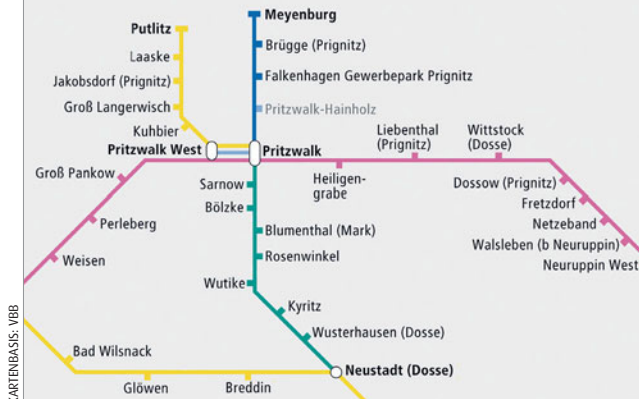 Meyenburg
Putlitz
Brügge (Prignitz)
Laaske
Falkenhagen Gewerbepark Prignitz
Jakobsdorf (Prignitz)
Groß Langerwisch
Pritzwalk-Hainholz
Kuhbier
Liebenthal
(Prignitz)
Wittstock
(Dosse)
Pritzwalk West
Pritzwalk
Groß Pankow
Sarnow
Heiligen-
grabe
Dossow (Prignitz)
Bölzke
Fretzdorf
Perleberg
Blumenthal (Mark)
Netzeband
Walsleben (b Neuruppin)
Rosenwinkel
Weisen
Neuruppin West
Wutike
Kyritz
Wusterhausen (Dosse)
Bad Wilsnack
Neustadt (Dosse)
Glöwen
Breddin
KARTENBASIS: VBB